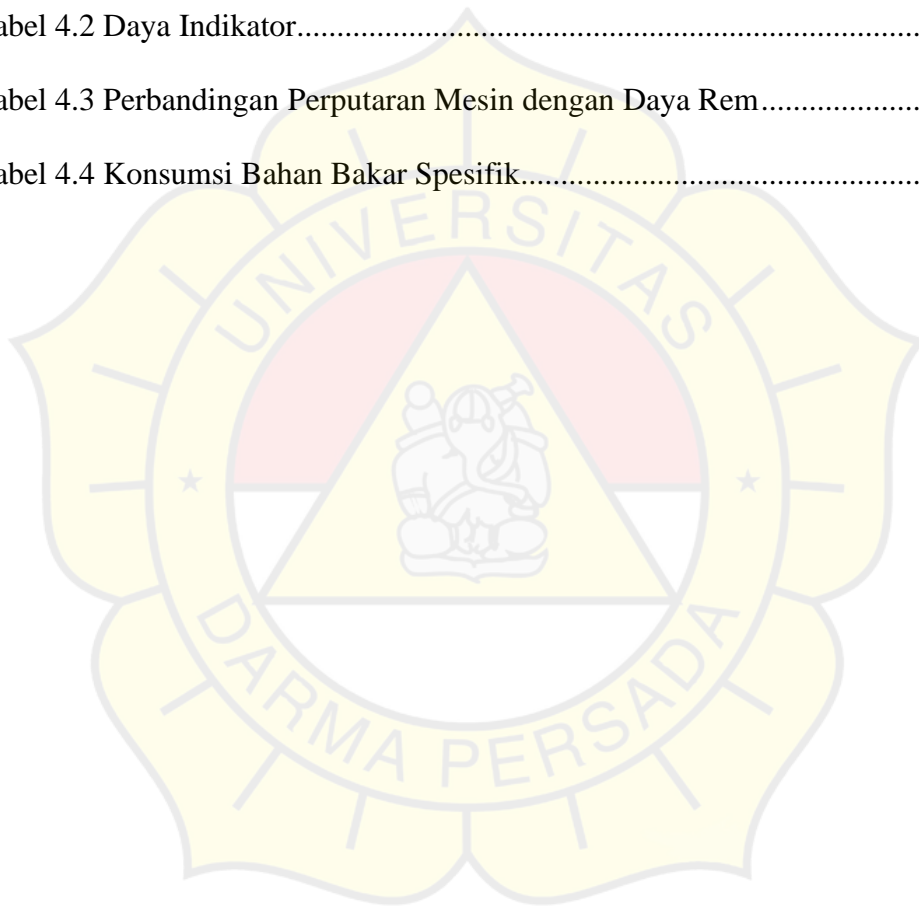 abel 4.2 Daya Indikator....................................................................................
abel 4.3 Perbandingan Perputaran Mesin dengan Daya Rem....................
abel 4.4 Konsumsi Bahan Bakar Spesifik..................................................
UNIVERSITAS
DARMA PERSADA